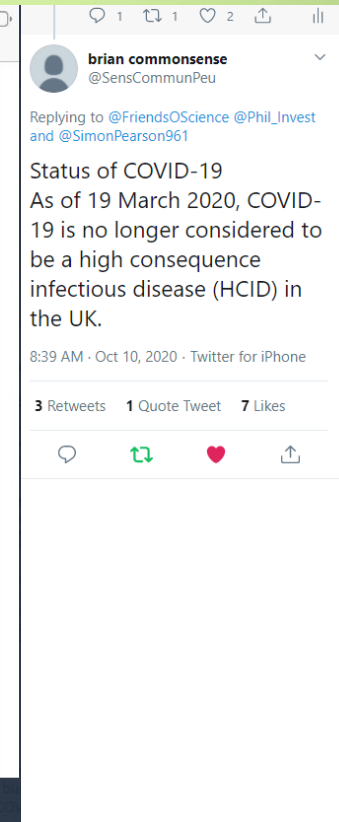 1 1 2
brian commonsense
@SensCommunPeu
Replying to @FriendsOScience @Phil_Invest
and @SimonPearson961
Status of COVID-19
As of 19 March 2020, COVID-
19 is no longer considered to
be a high consequence
infectious disease (HCID) in
the UK.
8:39 AM · Oct 10, 2020 · Twitter for iPhone
3 Retweets 1 Quote Tweet 7 Likes